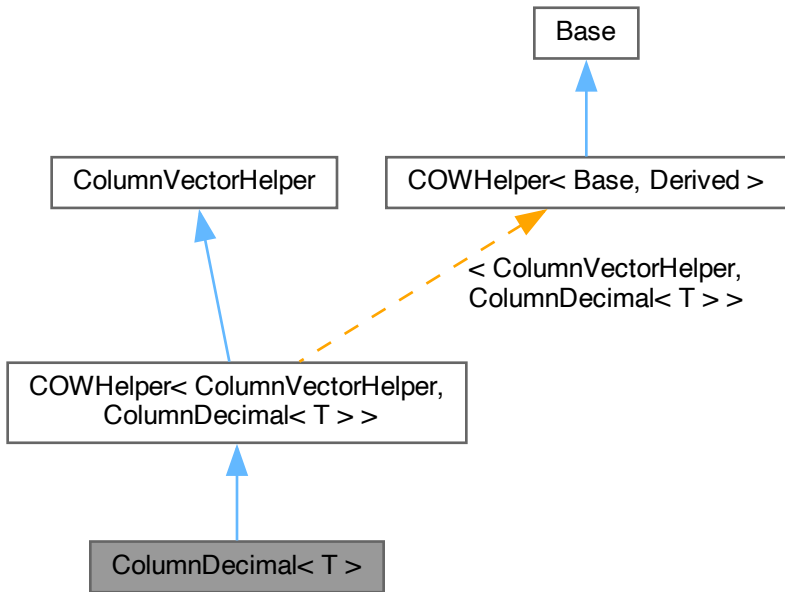 Base
ColumnVectorHelper
COWHelper< Base, Derived >
< ColumnVectorHelper,
ColumnDecimal< T > >
COWHelper< ColumnVectorHelper,
ColumnDecimal< T > >
ColumnDecimal< T >